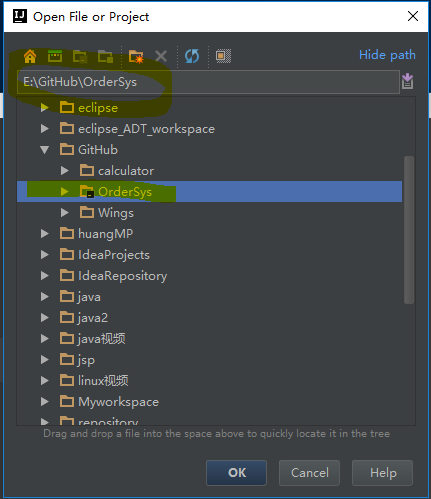 IJ
Open File or Project
Hide path
E:\GitHub\OrderSys
eclipse
eclipse_ADT_workspace
GitHub
calculator
OrderSys
Wings
huangMP
IdeaProjects
IdeaRepository
java
java2
java视频
jsp
linux视频
Myworkspace
repository
Drag and drop a file into the space above to quickly locate it in the tree
OK
Cancel
Help